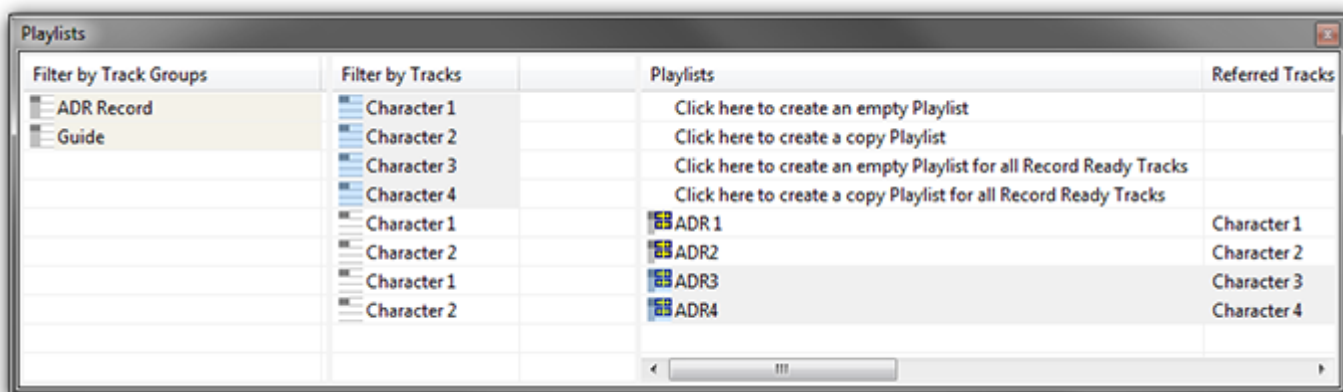 Playlists
Filter by Track Groups Filter by Tracks Playlists Referred Tracks
ADR Record Character 1 Click here to create an empty Playlist
Guide Character 2 Click here to create a copy Playlist
Character 3 Click here to create an empty Playlist for all Record Ready Tracks
Character 4 Click here to create a copy Playlist for all Record Ready Tracks
Character 1 ADR 1 Character 1
Character 2 ADR2 Character 2
Character 1 ADR3 Character 3
Character 2 ADR4 Character 4